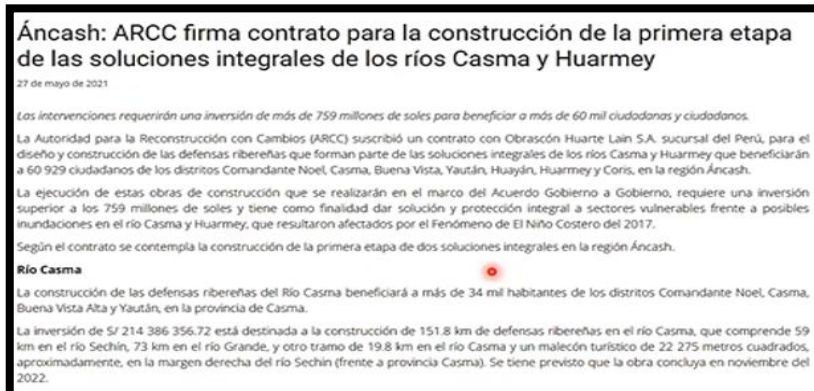 Áncash: ARCC firma contrato para la construcción de la primera etapa
de las soluciones integrales de los ríos Casma y Huarmey
27 de mayo de 2021
Las intervenciones requerirán una inversión de más de 759 millones de soles para beneficiar a más de 60 mil ciudadanas y ciudadanos.
La Autoridad para la Reconstrucción con Cambios (ARCC) suscribió un contrato con Obrascón Huarte Lain S.A. sucursal del Perú, para el
diseño y construcción de las defensas ribereñas que forman parte de las soluciones integrales de los ríos Casma y Huarmey que beneficiarán
a 60 929 ciudadanos de los distritos Comandante Noel, Casma, Buena Vista, Yaután, Huayán, Huarmey y Coris, en la región Áncash.
La ejecución de estas obras de construcción que se realizarán en el marco del Acuerdo Gobierno a Gobierno, requiere una inversión
superior a los 759 millones de soles y tiene como finalidad dar solución y protección integral a sectores vulnerables frente a posibles
inundaciones en el río Casma y Huarmey, que resultaron afectados por el Fenómeno de El Niño Costero del 2017.
Según el contrato se contempla la construcción de la primera etapa de dos soluciones integrales en la región Áncash.
Río Casma
La construcción de las defensas ribereñas del Río Casma beneficiará a más de 34 mil habitantes de los distritos Comandante Noel, Casma,
Buena Vista Alta y Yaután, en la provincia de Casma.
La inversión de S/ 214 386 356.72 está destinada a la construcción de 151.8 km de defensas ribereñas en el río Casma, que comprende 59
km en el río Sechín, 73 km en el río Grande, y otro tramo de 19.8 km en el río Casma y un malecón turístico de 22 275 metros cuadrados,
aproximadamente, en la margen derecha del río Sechin (frente a provincia Casma). Se tiene previsto que la obra concluya en noviembre del
2022.